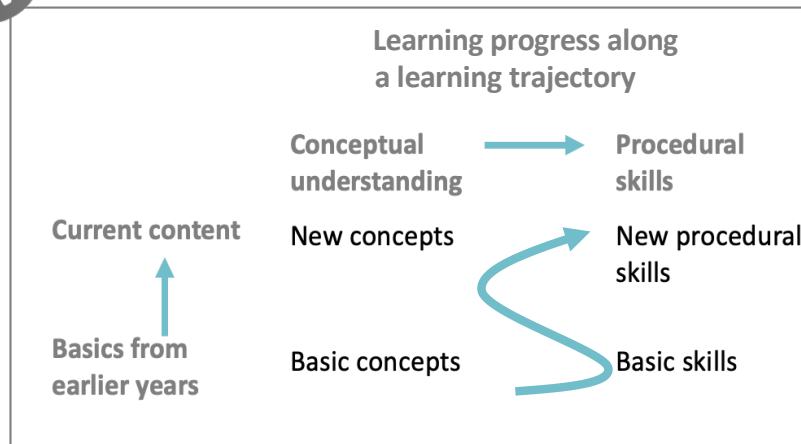 Learning progress along
a learning trajectory
Conceptual
understanding
Procedural
skills
Current content
New concepts
New procedural
skills
Basics from
earlier years
Basic concepts
Basic skills